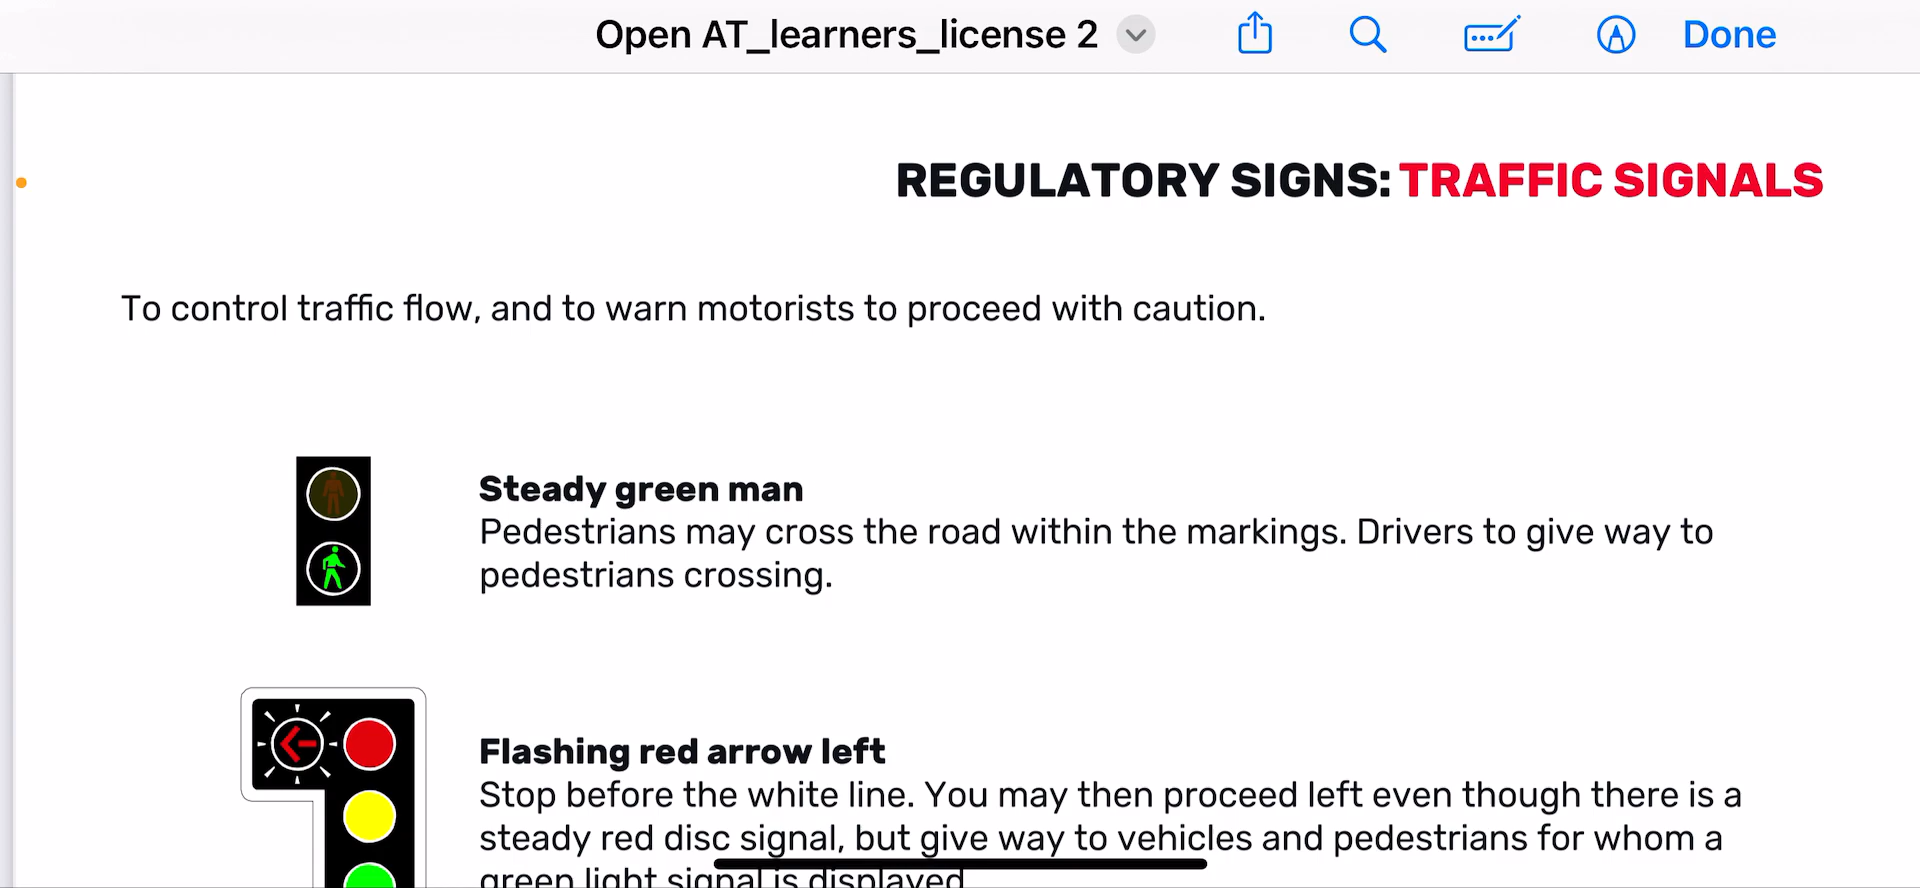 Open AT_learners_license 2
Done
REGULATORY SIGNS: TRAFFIC SIGNALS
To control traffic flow, and to warn motorists to proceed with caution.
Steady green man
Pedestrians may cross the road within the markings. Drivers to give way to
pedestrians crossing.
Flashing red arrow left
Stop before the white line. You may then proceed left even though there is a
steady red disc signal, but give way to vehicles and pedestrians for whom a
green light signal is displayed